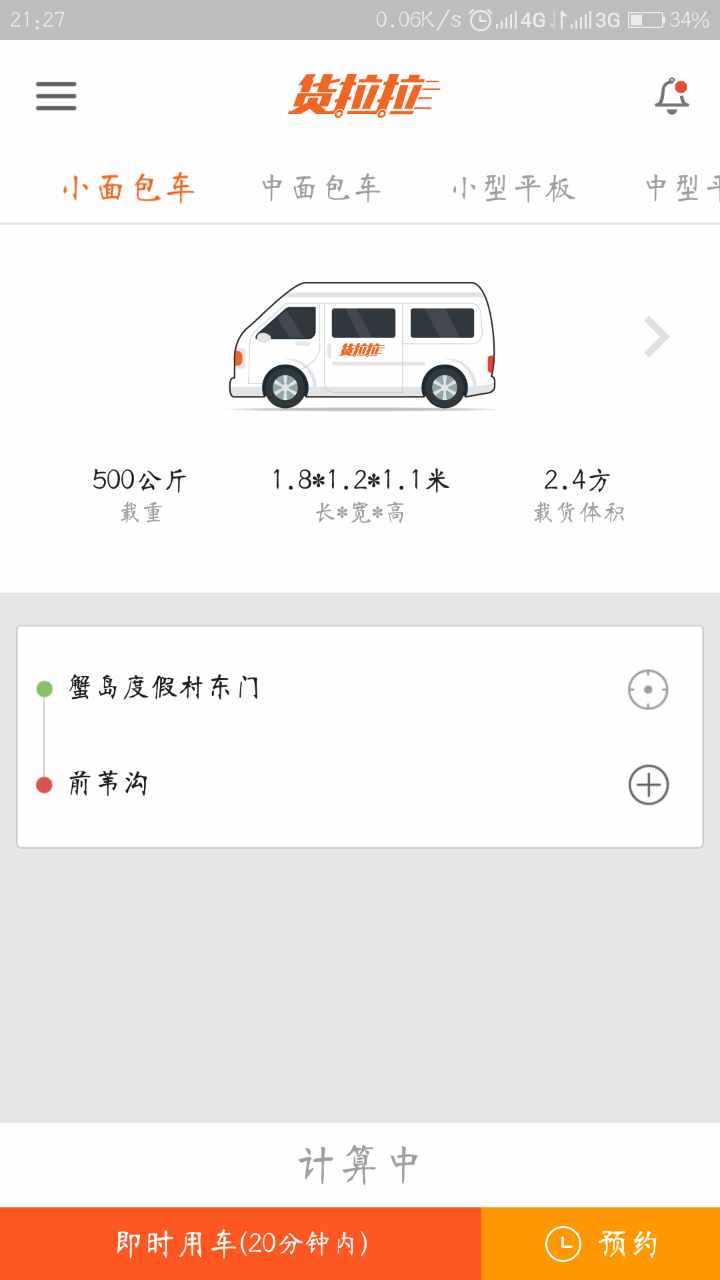 21:27 0.06K/s 4G 3G 34%
货拉拉
小面包车 中面包车 小型平板 中型平
货拉拉
500公斤 1.8*1.2*1.1米 2.4方
载重 长*宽*高 载货体积
蟹岛度假村东门
前苇沟
计算中
即时用车(20分钟内) 预约